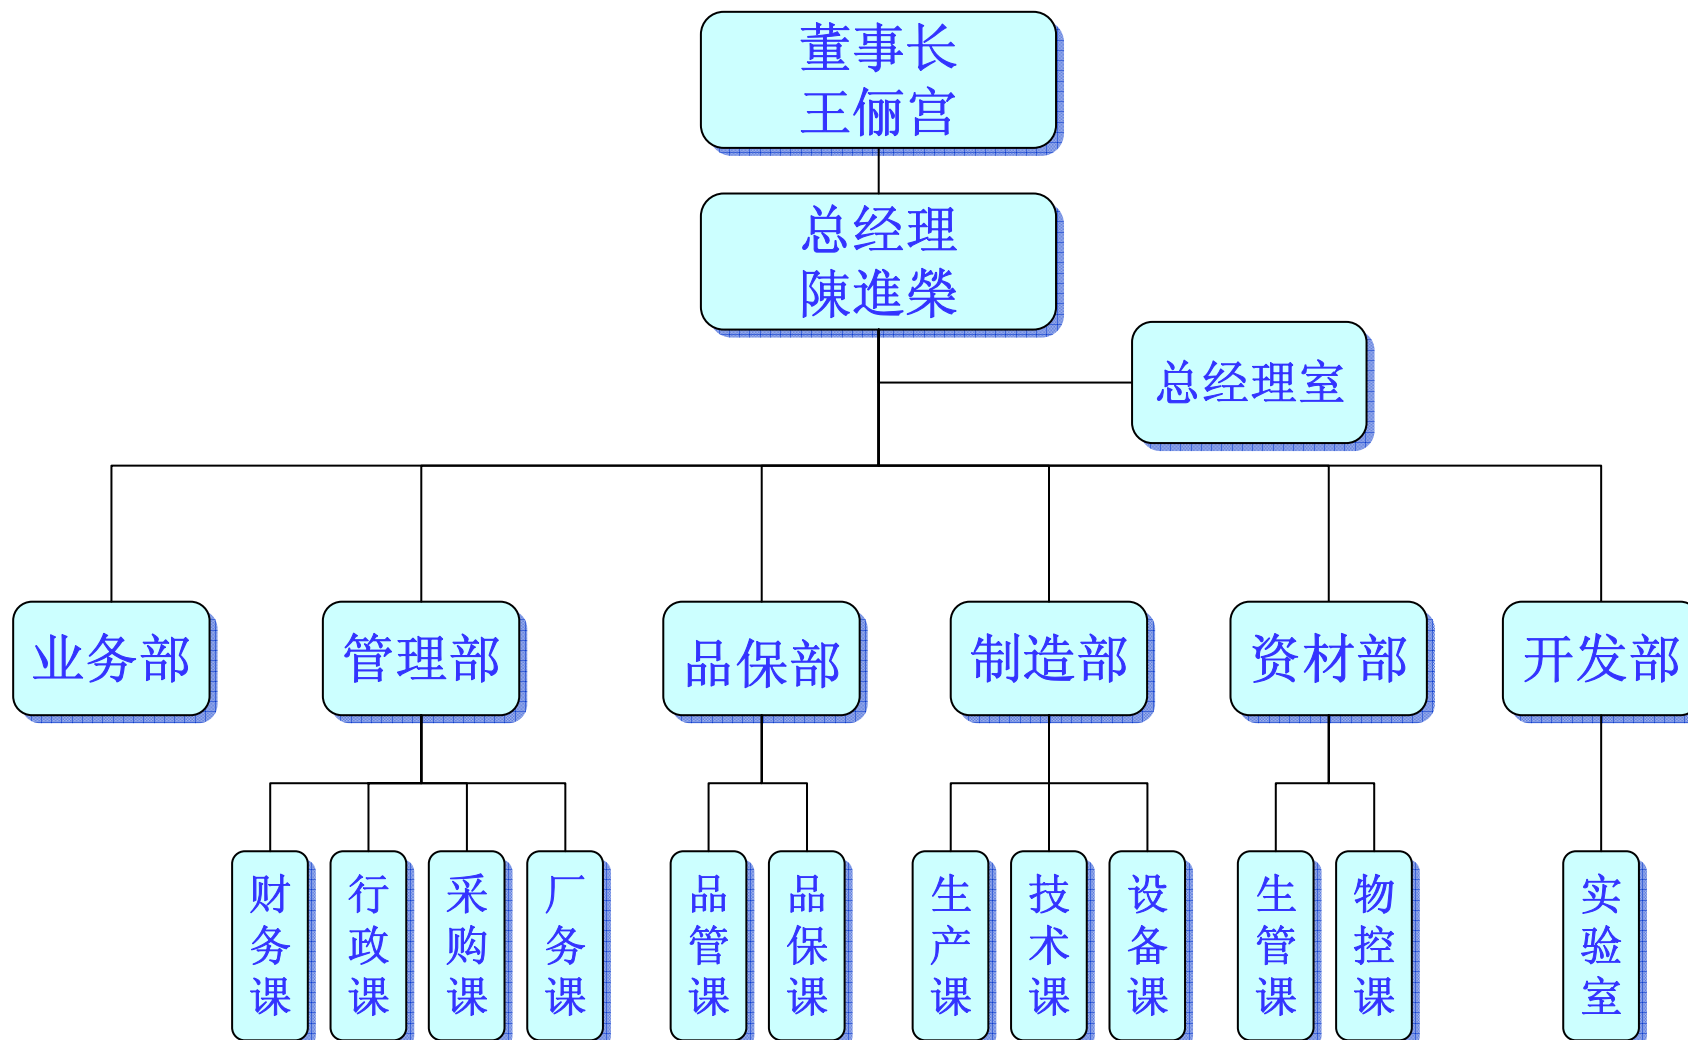 董事长
王俪宫
总经理
陳進榮
总经理室
业务部
管理部
品保部
制造部
资材部
开发部
财务课
行政课
采购课
厂务课
品管课
品保课
生产课
技术课
设备课
生管课
物控课
实验室